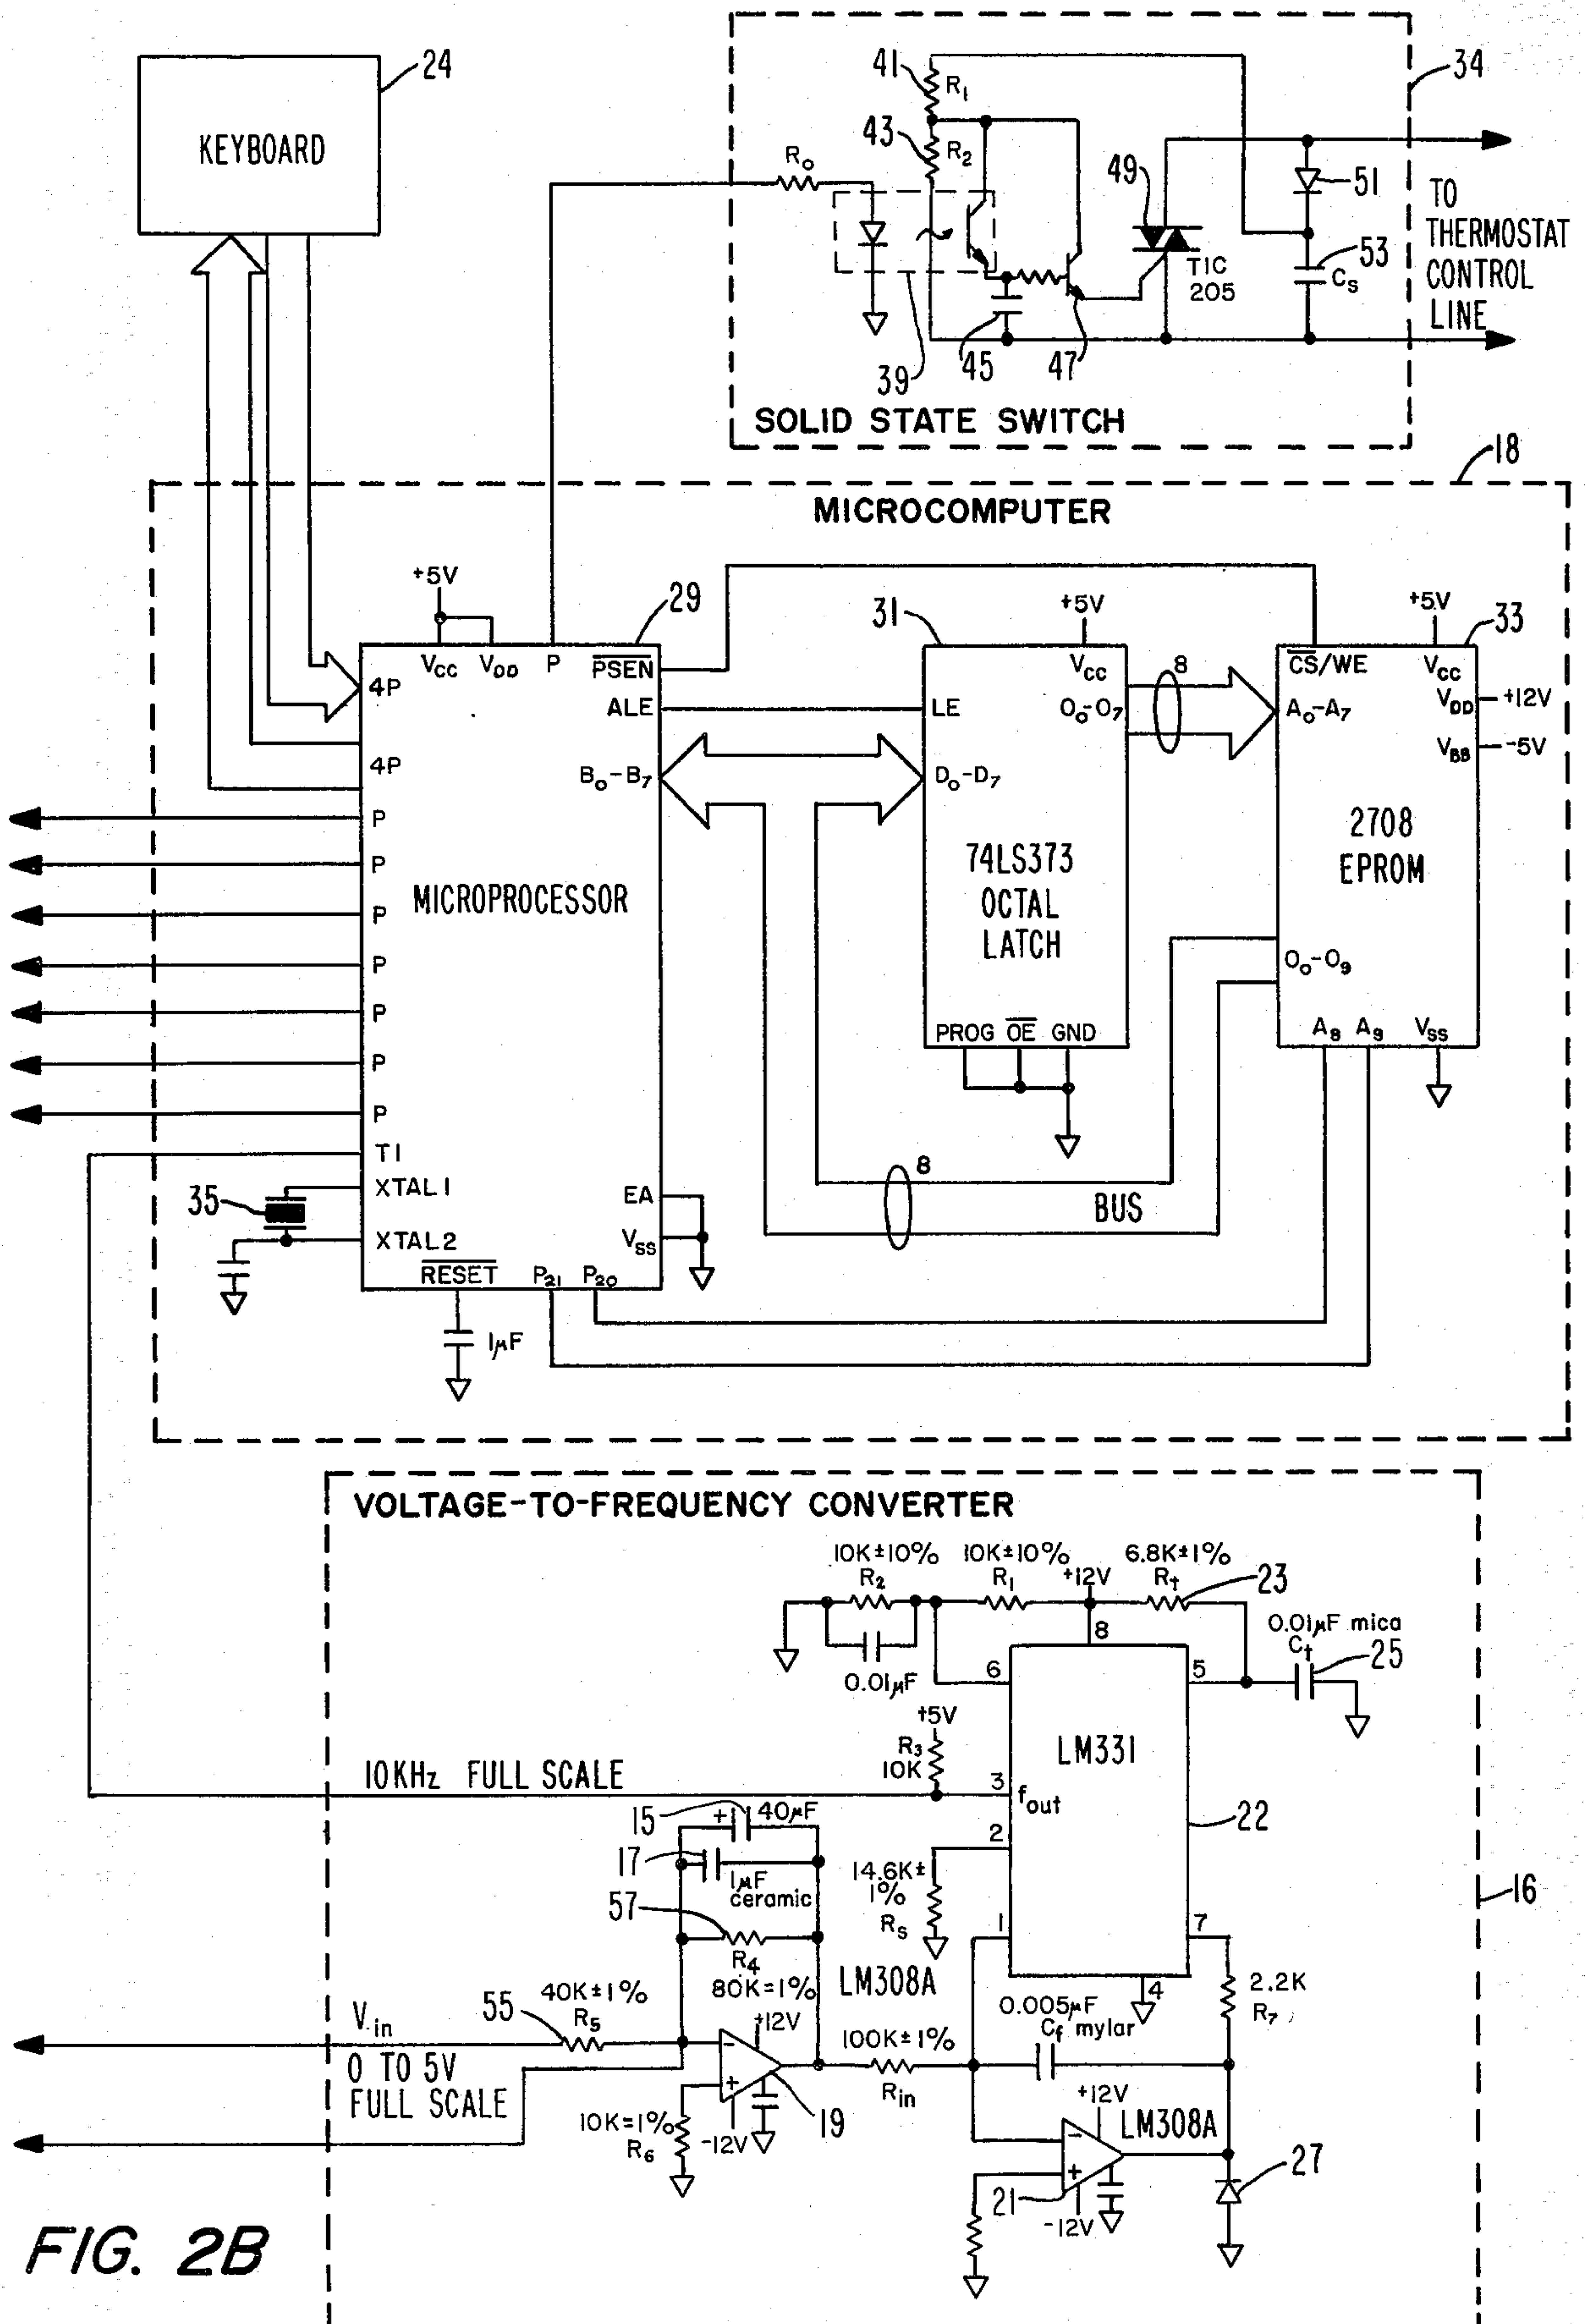 24
KEYBOARD
34
41
R1
43
R2
Ro
49
51
TO
THERMOSTAT
CONTROL
LINE
TIC
205
53
Cs
45
47
39
SOLID STATE SWITCH
18
MICROCOMPUTER
+5V
29
31
+5V
+5V
33
VCC
VDD
P
PSEN
VCC
CS/WE
VCC
4P
ALE
LE
O0-O7
8
A0-A7
VDD
+12V
VBB
-5V
4P
B0-B7
D0-D7
P
P
P
P
P
P
P
MICROPROCESSOR
74LS373
OCTAL
LATCH
2708
EPROM
O0-O9
PROG
OE
GND
A8
A9
VSS
T1
XTAL1
35
XTAL2
EA
VSS
8
BUS
RESET
P21
P20
1μF
VOLTAGE-TO-FREQUENCY CONVERTER
10K±10%
R2
10K±10%
R1
+12V
6.8K±1%
Rt
23
0.01μF mica
Ct
25
0.01μF
8
6
5
+5V
R3
10K
LM331
10KHz FULL SCALE
3
fout
22
15
+
40μF
2
17
1μF
ceramic
14.6K±
1%
Rs
16
57
R4
80K=1%
1
7
LM308A
4
2.2K
R7
55
40K±1%
R5
Vin
0 TO 5V
FULL SCALE
+12V
-
+
19
-12V
10K=1%
R6
100K±1%
Rin
0.005μF
Cf mylar
+12V
LM308A
-
+
21
-12V
27
FIG. 2B